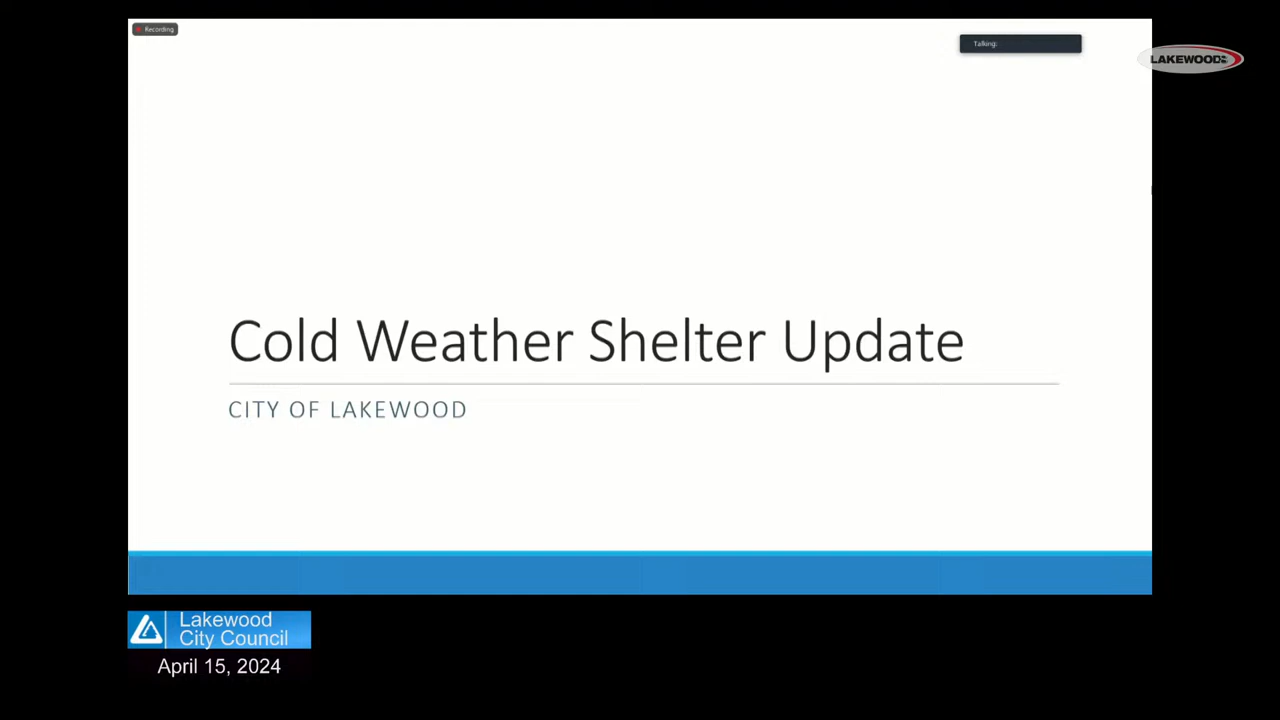 Recording
Talking:
LAKEWOOD
Cold Weather Shelter Update
CITY OF LAKEWOOD
Lakewood
City Council
April 15, 2024